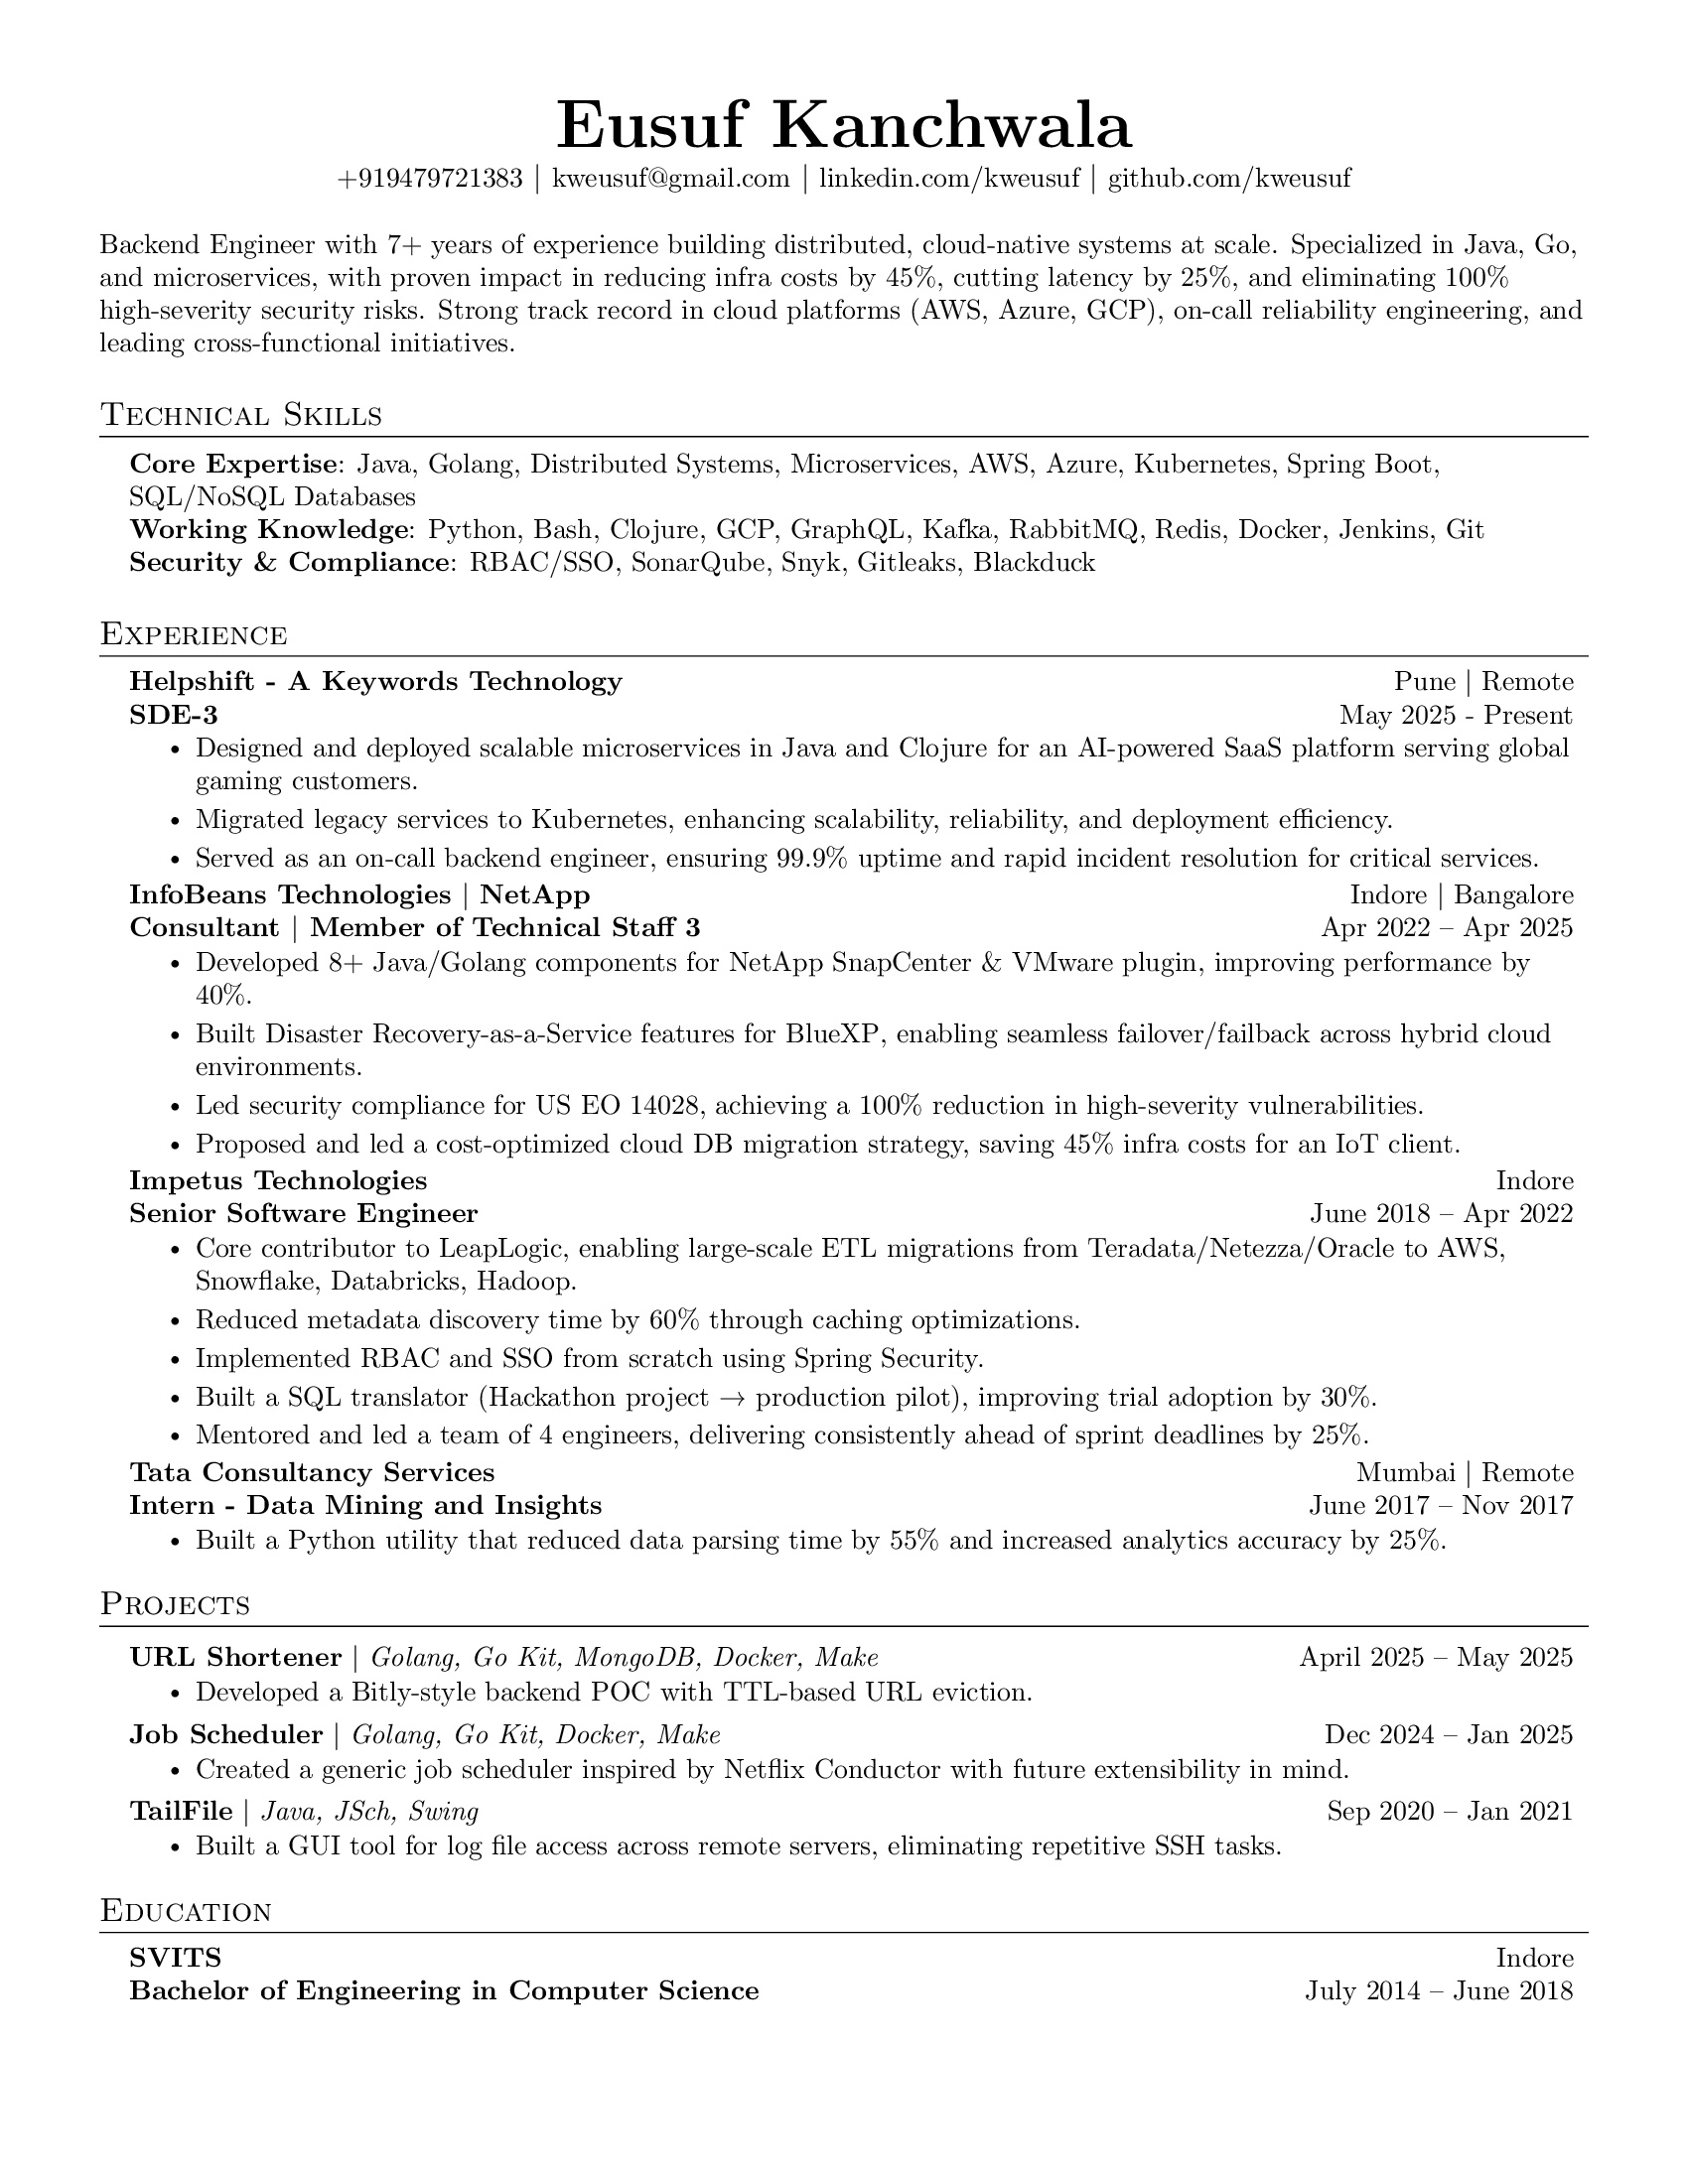 Eusuf Kanchwala
+919479721383 | kweusuf@gmail.com | linkedin.com/kweusuf | github.com/kweusuf
Backend Engineer with 7+ years of experience building distributed, cloud-native systems at scale. Specialized in Java, Go,
and microservices, with proven impact in reducing infra costs by 45%, cutting latency by 25%, and eliminating 100%
high-severity security risks. Strong track record in cloud platforms (AWS, Azure, GCP), on-call reliability engineering, and
leading cross-functional initiatives.
Technical Skills
Core Expertise: Java, Golang, Distributed Systems, Microservices, AWS, Azure, Kubernetes, Spring Boot,
SQL/NoSQL Databases
Working Knowledge: Python, Bash, Clojure, GCP, GraphQL, Kafka, RabbitMQ, Redis, Docker, Jenkins, Git
Security & Compliance: RBAC/SSO, SonarQube, Snyk, Gitleaks, Blackduck
Experience
Helpshift - A Keywords Technology Pune | Remote
SDE-3 May 2025 - Present
• Designed and deployed scalable microservices in Java and Clojure for an AI-powered SaaS platform serving global
gaming customers.
• Migrated legacy services to Kubernetes, enhancing scalability, reliability, and deployment efficiency.
• Served as an on-call backend engineer, ensuring 99.9% uptime and rapid incident resolution for critical services.
InfoBeans Technologies | NetApp Indore | Bangalore
Consultant | Member of Technical Staff 3 Apr 2022 – Apr 2025
• Developed 8+ Java/Golang components for NetApp SnapCenter & VMware plugin, improving performance by
40%.
• Built Disaster Recovery-as-a-Service features for BlueXP, enabling seamless failover/failback across hybrid cloud
environments.
• Led security compliance for US EO 14028, achieving a 100% reduction in high-severity vulnerabilities.
• Proposed and led a cost-optimized cloud DB migration strategy, saving 45% infra costs for an IoT client.
Impetus Technologies Indore
Senior Software Engineer June 2018 – Apr 2022
• Core contributor to LeapLogic, enabling large-scale ETL migrations from Teradata/Netezza/Oracle to AWS,
Snowflake, Databricks, Hadoop.
• Reduced metadata discovery time by 60% through caching optimizations.
• Implemented RBAC and SSO from scratch using Spring Security.
• Built a SQL translator (Hackathon project → production pilot), improving trial adoption by 30%.
• Mentored and led a team of 4 engineers, delivering consistently ahead of sprint deadlines by 25%.
Tata Consultancy Services Mumbai | Remote
Intern - Data Mining and Insights June 2017 – Nov 2017
• Built a Python utility that reduced data parsing time by 55% and increased analytics accuracy by 25%.
Projects
URL Shortener | Golang, Go Kit, MongoDB, Docker, Make April 2025 – May 2025
• Developed a Bitly-style backend POC with TTL-based URL eviction.
Job Scheduler | Golang, Go Kit, Docker, Make Dec 2024 – Jan 2025
• Created a generic job scheduler inspired by Netflix Conductor with future extensibility in mind.
TailFile | Java, JSch, Swing Sep 2020 – Jan 2021
• Built a GUI tool for log file access across remote servers, eliminating repetitive SSH tasks.
Education
SVITS Indore
Bachelor of Engineering in Computer Science July 2014 – June 2018